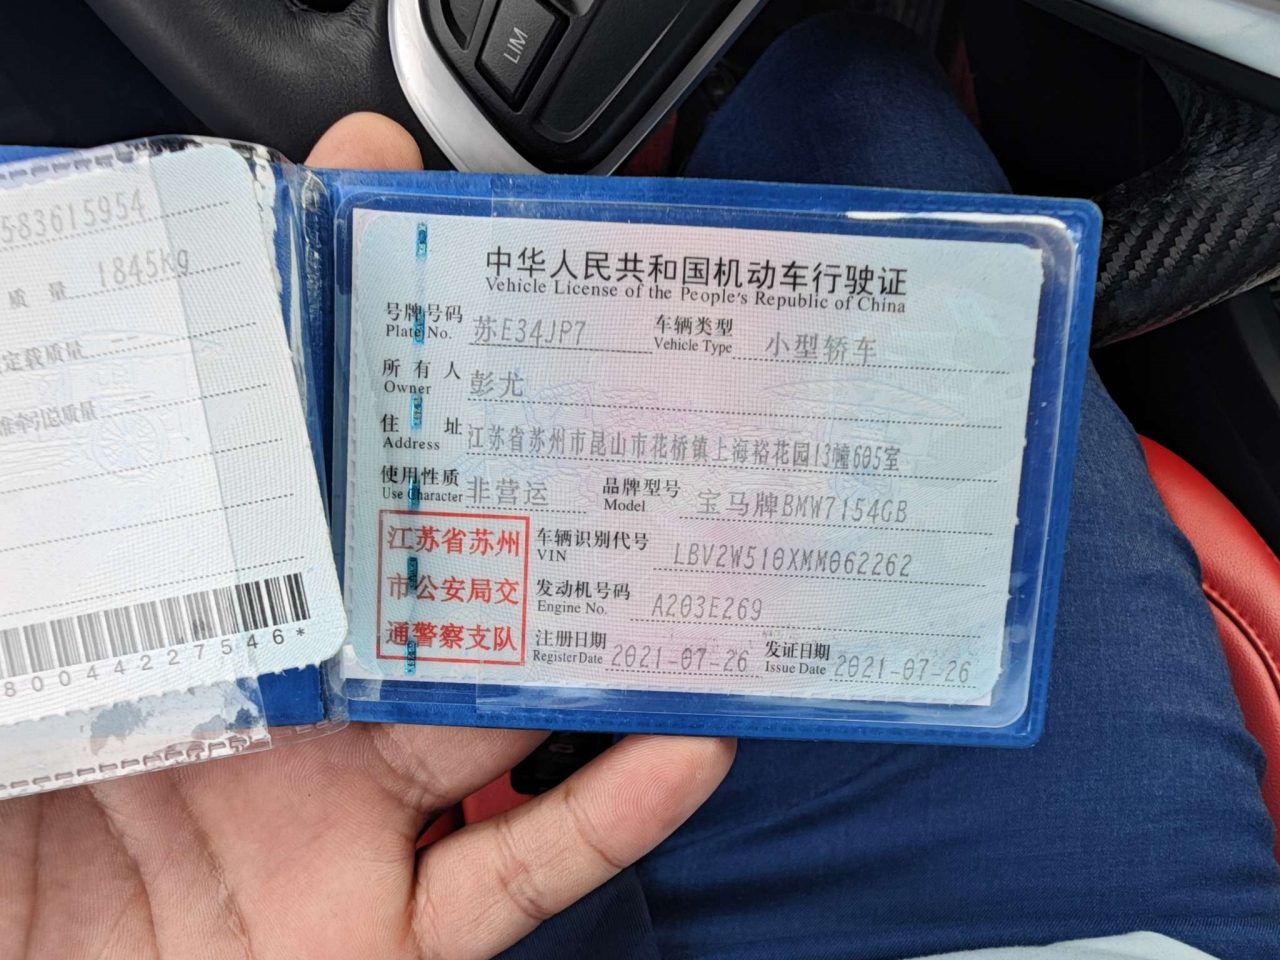 LIM
583615954
质 量 1845kg
定载质量 --
准牵引总质量 --
80044227546*
中华人民共和国机动车行驶证
Vehicle License of the People's Republic of China
号牌号码 苏E34JP7 车辆类型 小型轿车
Plate No. Vehicle Type
所有人 彭尤
Owner
住址 江苏省苏州市昆山市花桥镇上海裕花园13幢605室
Address
使用性质 非营运 品牌型号 宝马牌BMW7154GB
Use Character Model
江苏省苏州
市公安局交
通警察支队
车辆识别代号 LBV2W510XMM062262
VIN
发动机号码 A203E269
Engine No.
注册日期 2021-07-26 发证日期 2021-07-26
Register Date Issue Date